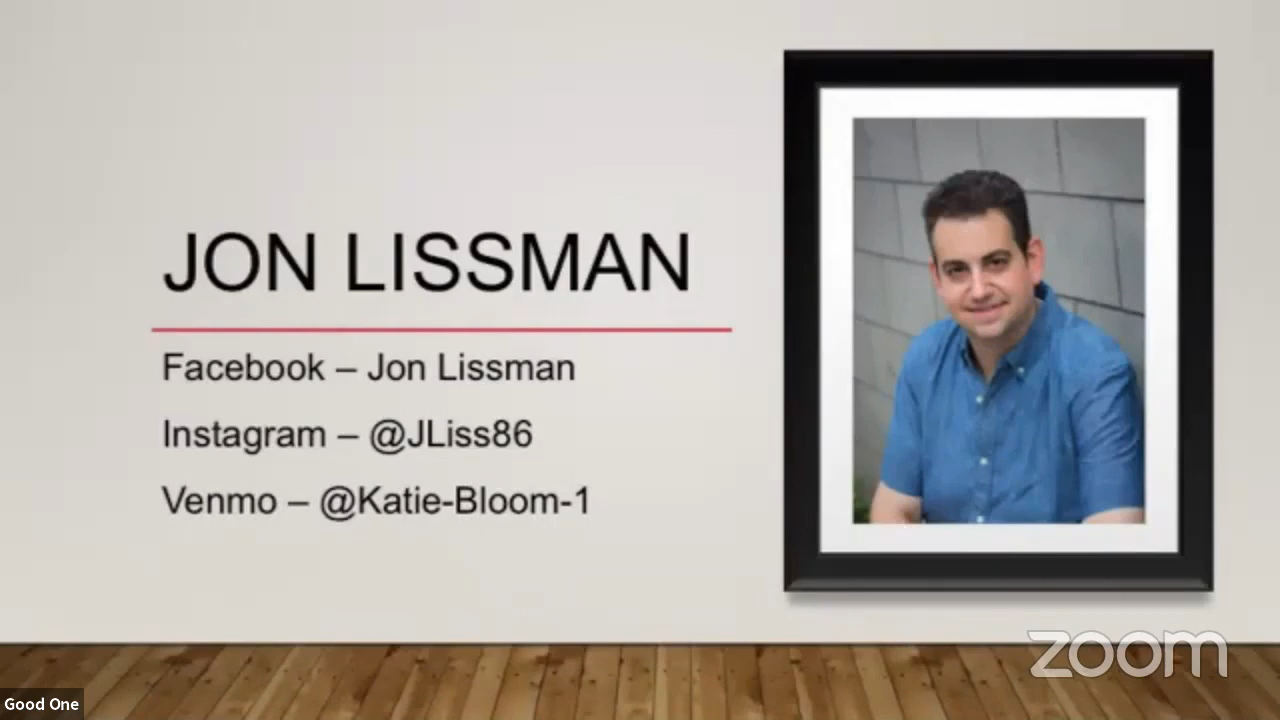 JON LISSMAN
Facebook – Jon Lissman
Instagram – @JLiss86
Venmo – @Katie-Bloom-1
zoom
Good One